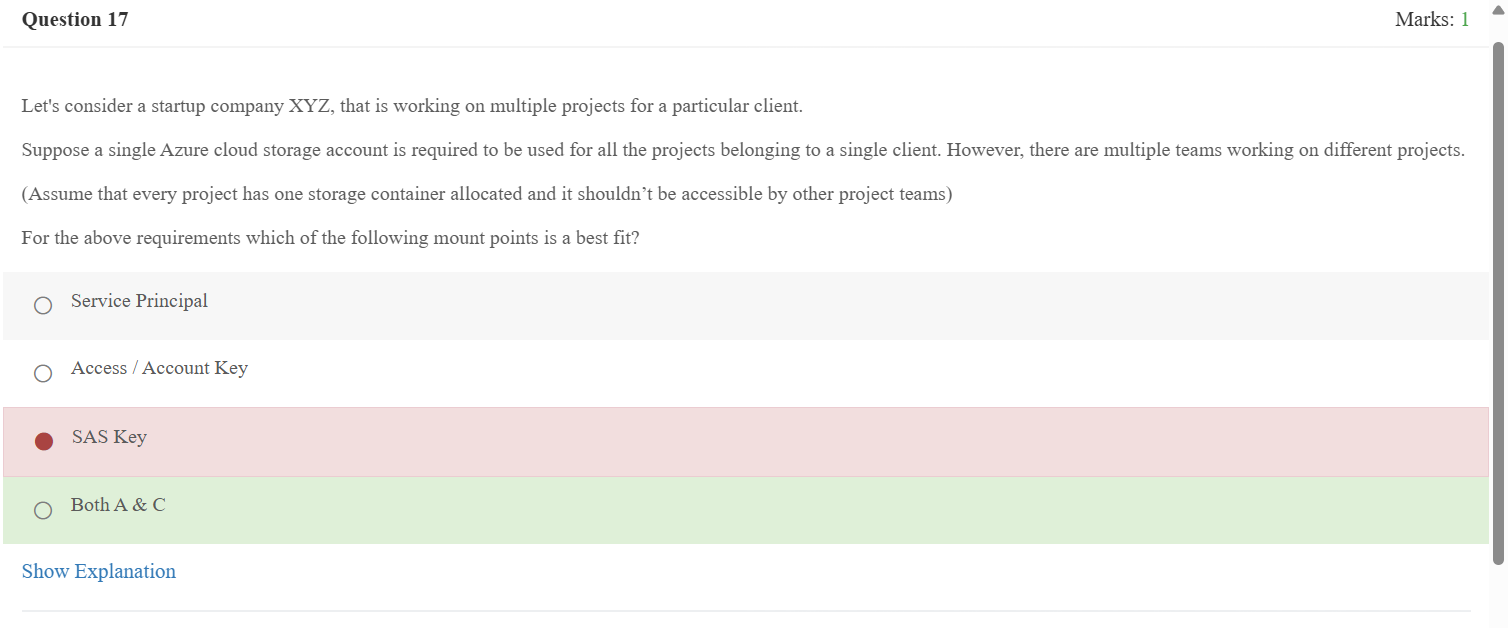 Question 17
Marks: 1
Let's consider a startup company XYZ, that is working on multiple projects for a particular client.
Suppose a single Azure cloud storage account is required to be used for all the projects belonging to a single client. However, there are multiple teams working on different projects.
(Assume that every project has one storage container allocated and it shouldn’t be accessible by other project teams)
For the above requirements which of the following mount points is a best fit?
Service Principal
Access / Account Key
SAS Key
Both A & C
Show Explanation